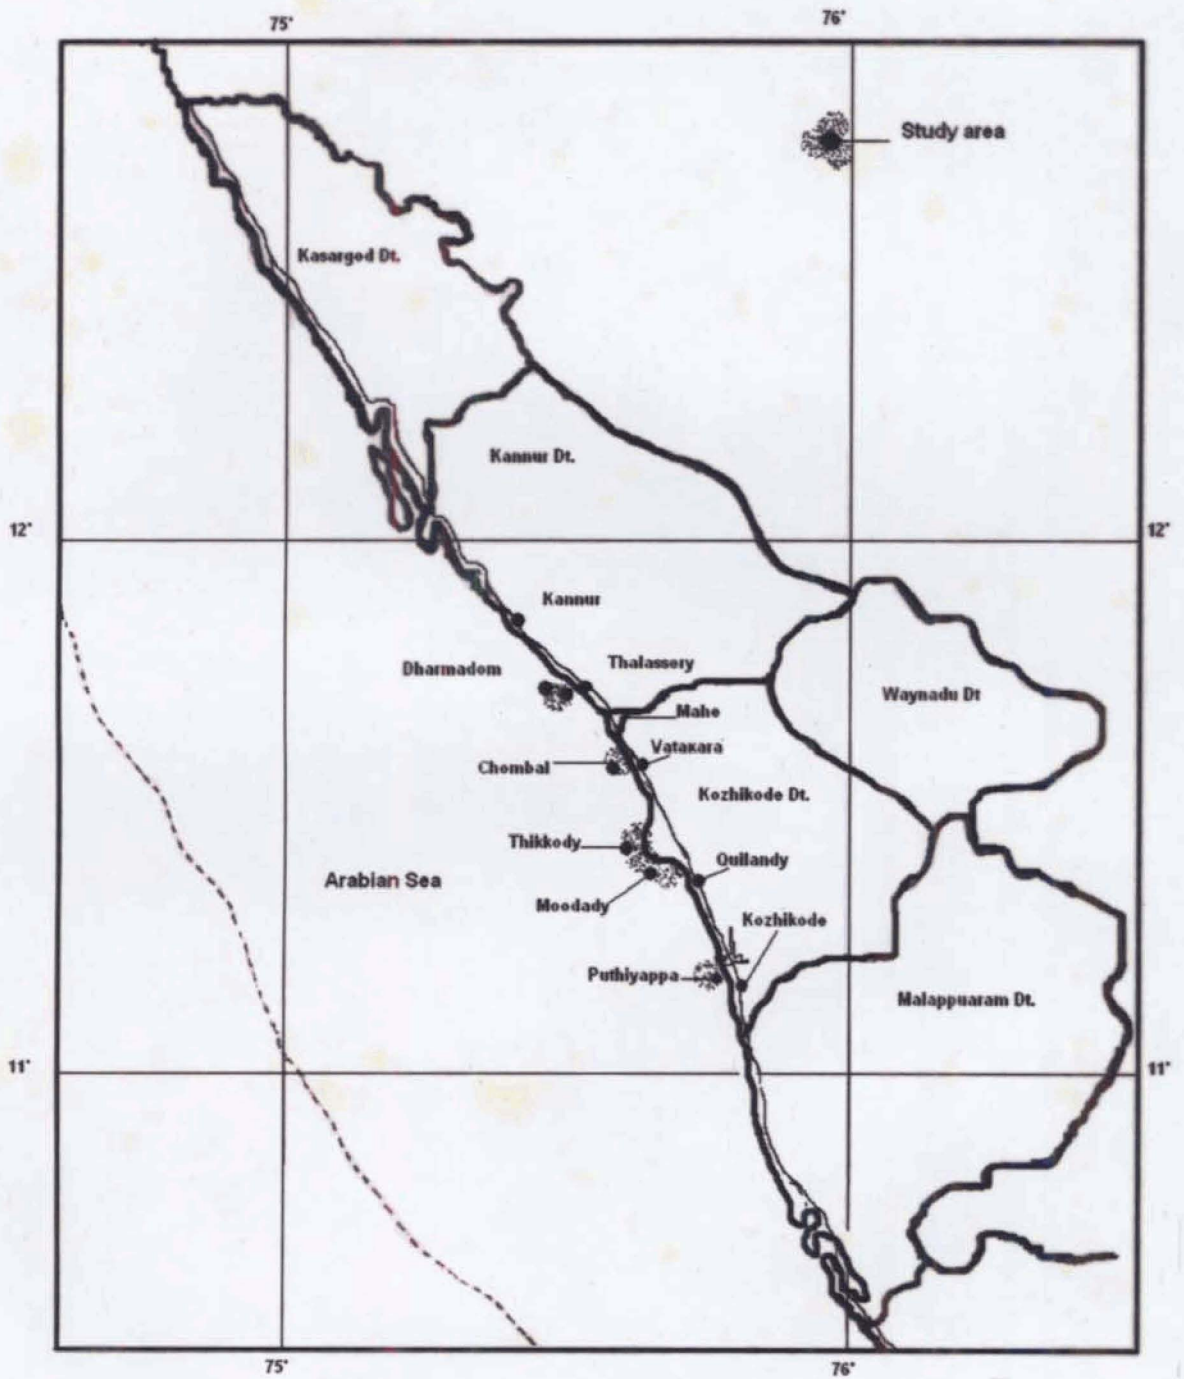 75°
76°
Study area
Kasargod Dt.
Kannur Dt.
12°
12°
Kannur
Dharmadom
Thalassery
Waynadu Dt
Mahe
Vatakara
Chombal
Kozhikode Dt.
Thikkody
Quilandy
Arabian Sea
Moodady
Kozhikode
Puthiyappa
Malappuaram Dt.
11°
11°
75°
76°